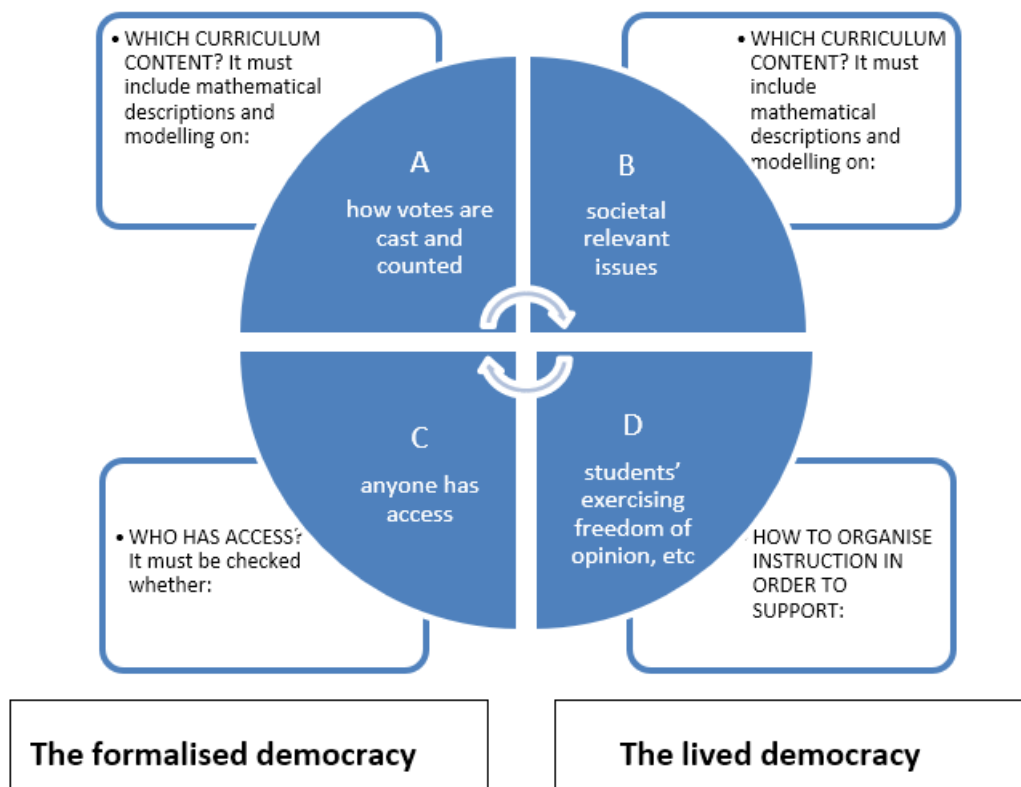 • WHICH CURRICULUM
CONTENT? It must
include mathematical
descriptions and
modelling on:
• WHICH CURRICULUM
CONTENT? It must
include
mathematical
descriptions and
modelling on:
A
how votes are
cast and
counted
B
societal
relevant
issues
C
anyone has
access
D
students’
exercising
freedom of
opinion, etc
• WHO HAS ACCESS?
It must be checked
whether:
HOW TO ORGANISE
INSTRUCTION IN
ORDER TO
SUPPORT:
The formalised democracy
The lived democracy